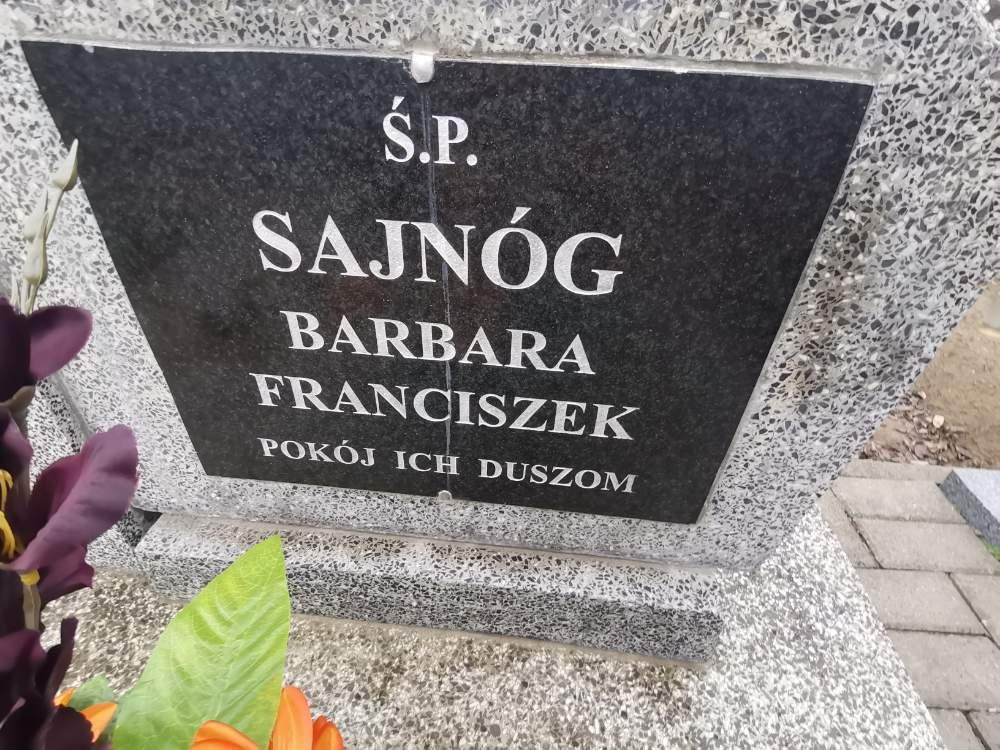 Ś.P.
SAJNÓG
BARBARA
FRANCISZEK
POKÓJ ICH DUSZOM